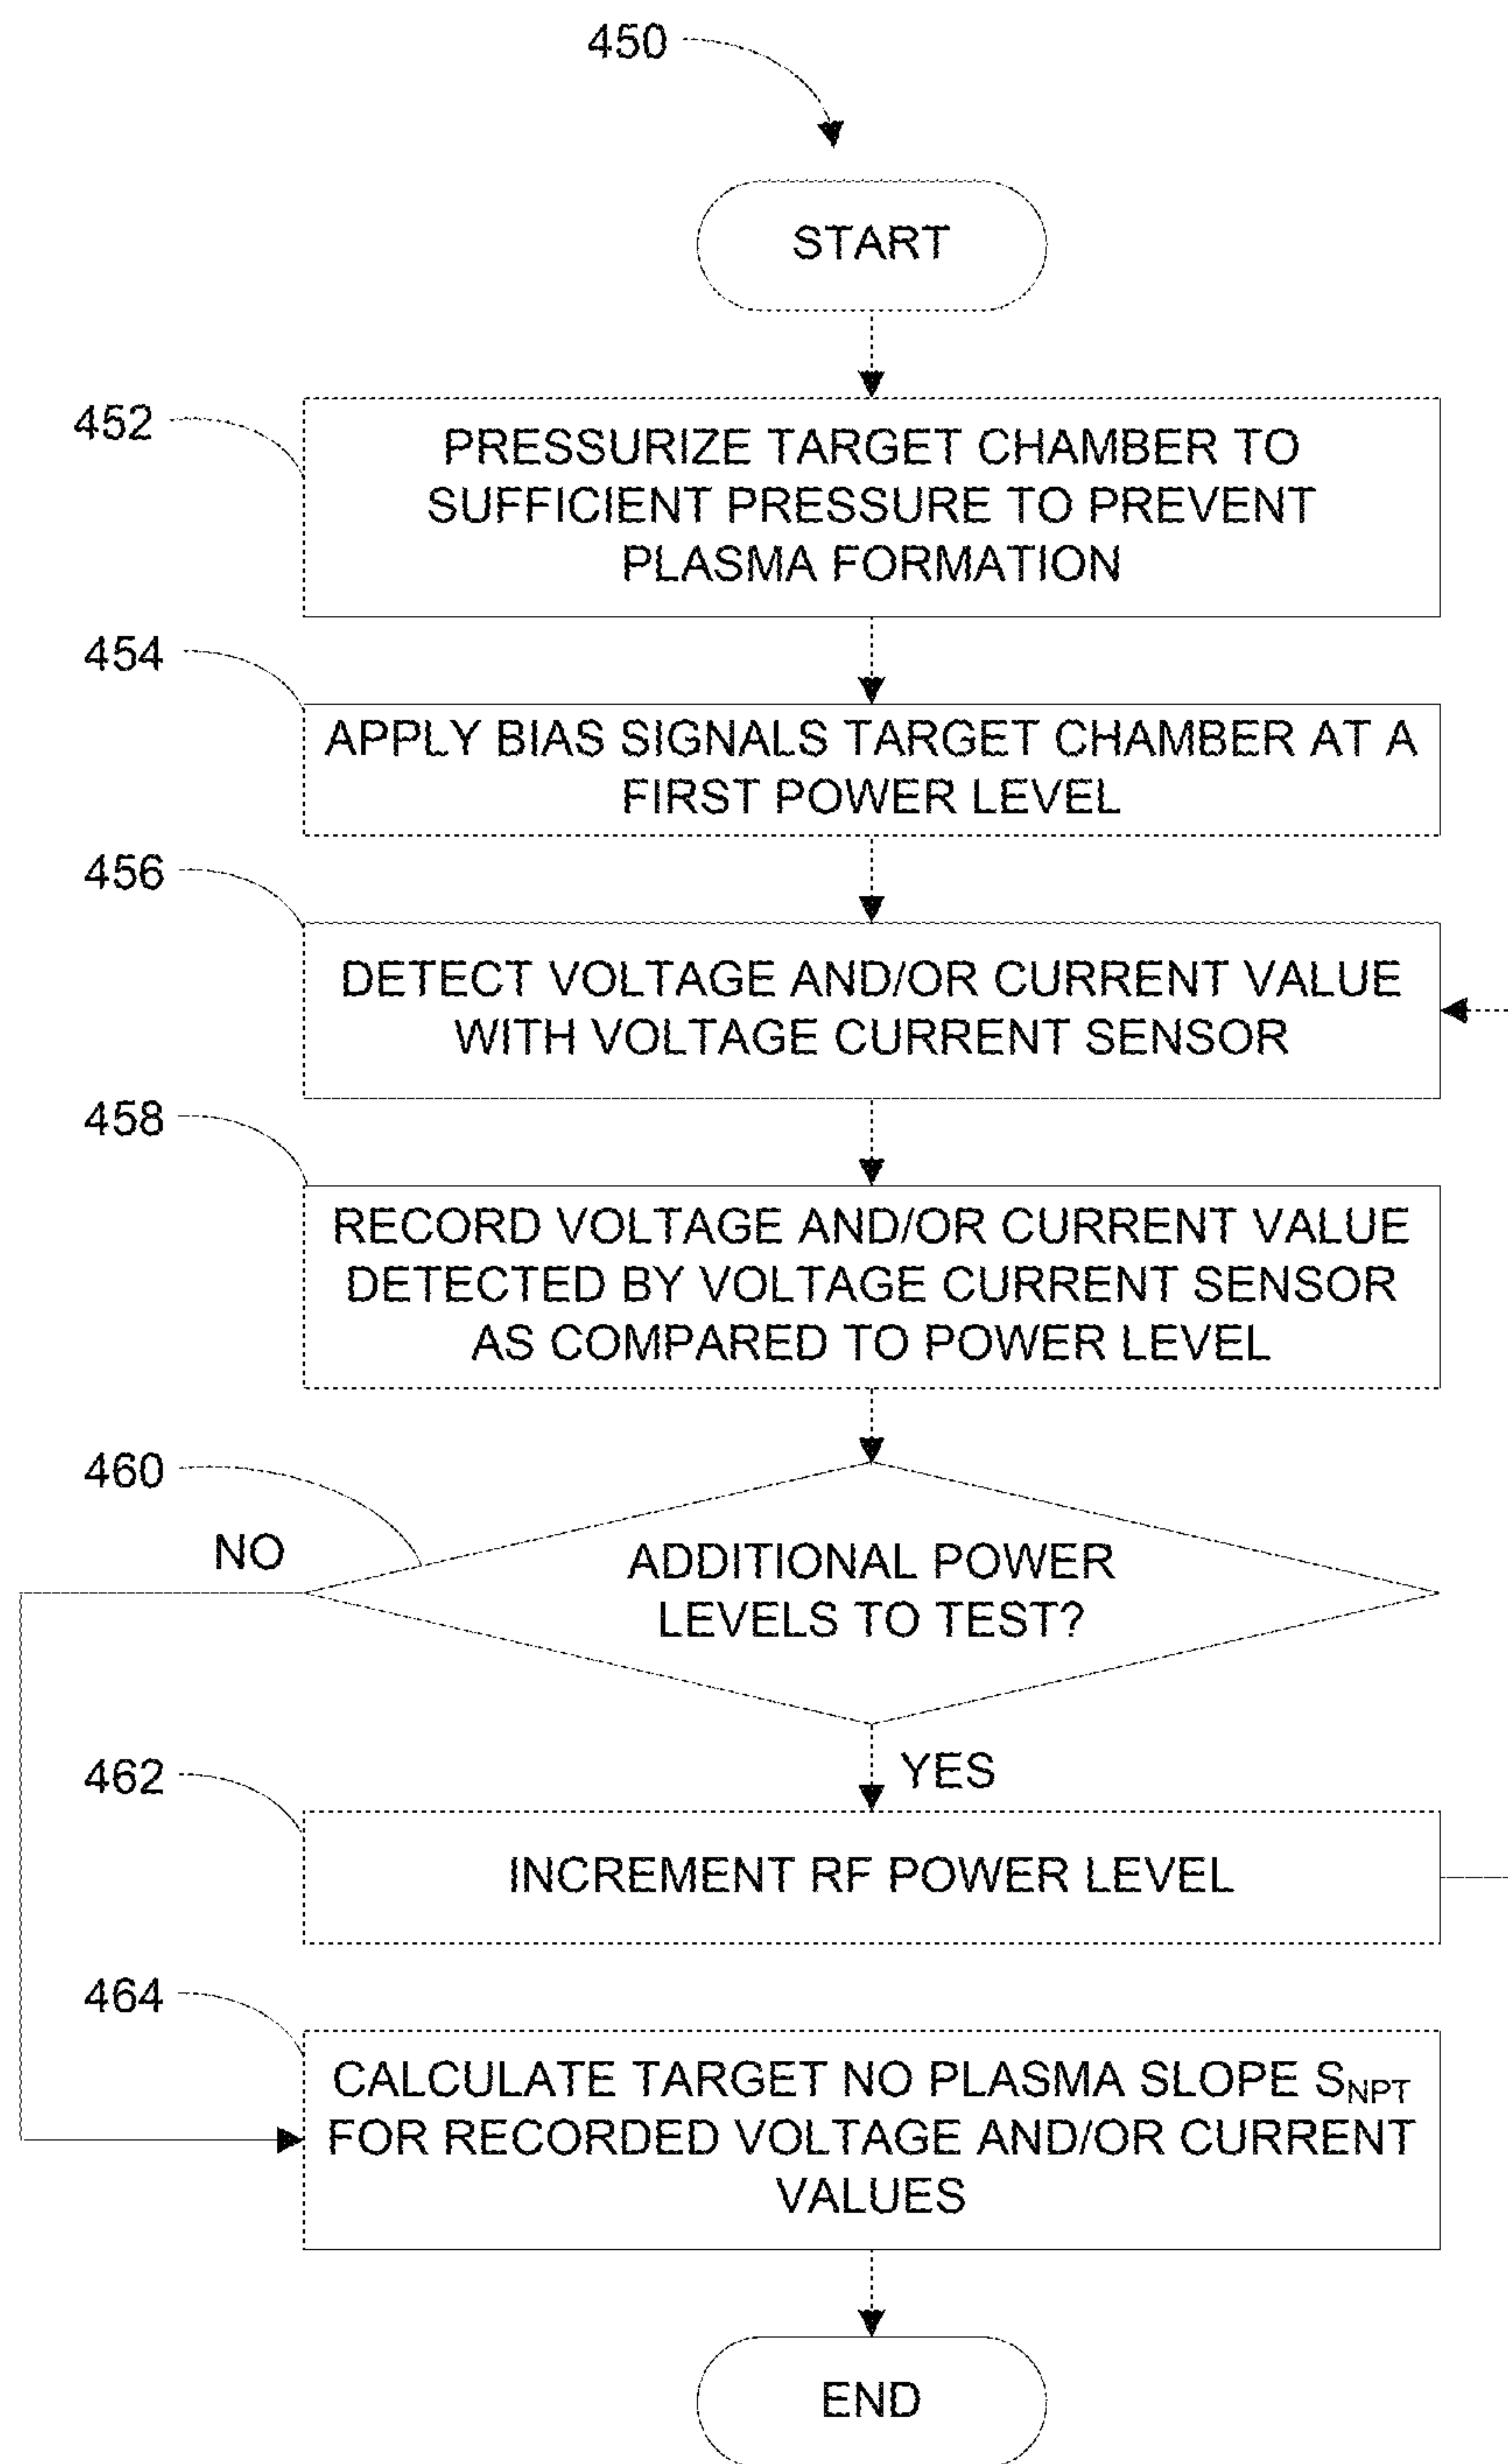 450
START
452
PRESSURIZE TARGET CHAMBER TO
SUFFICIENT PRESSURE TO PREVENT
PLASMA FORMATION
454
APPLY BIAS SIGNALS TARGET CHAMBER AT A
FIRST POWER LEVEL
456
DETECT VOLTAGE AND/OR CURRENT VALUE
WITH VOLTAGE CURRENT SENSOR
458
RECORD VOLTAGE AND/OR CURRENT VALUE
DETECTED BY VOLTAGE CURRENT SENSOR
AS COMPARED TO POWER LEVEL
460
NO
ADDITIONAL POWER
LEVELS TO TEST?
YES
462
INCREMENT RF POWER LEVEL
464
CALCULATE TARGET NO PLASMA SLOPE SNPT
FOR RECORDED VOLTAGE AND/OR CURRENT
VALUES
END